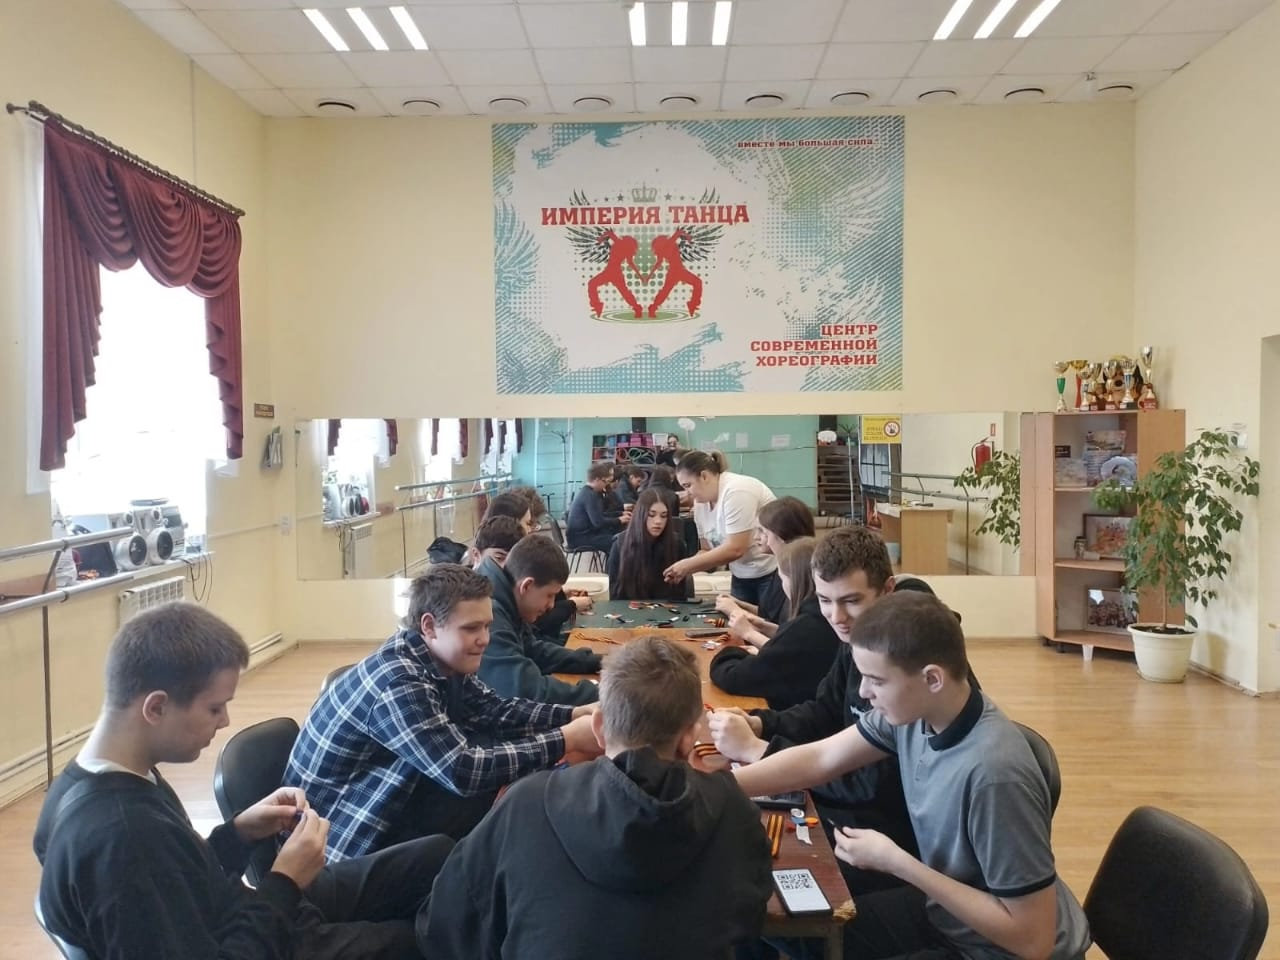 вместе мы большая сила...
ИМПЕРИЯ ТАНЦА
ЦЕНТР
СОВРЕМЕННОЙ
ХОРЕОГРАФИИ